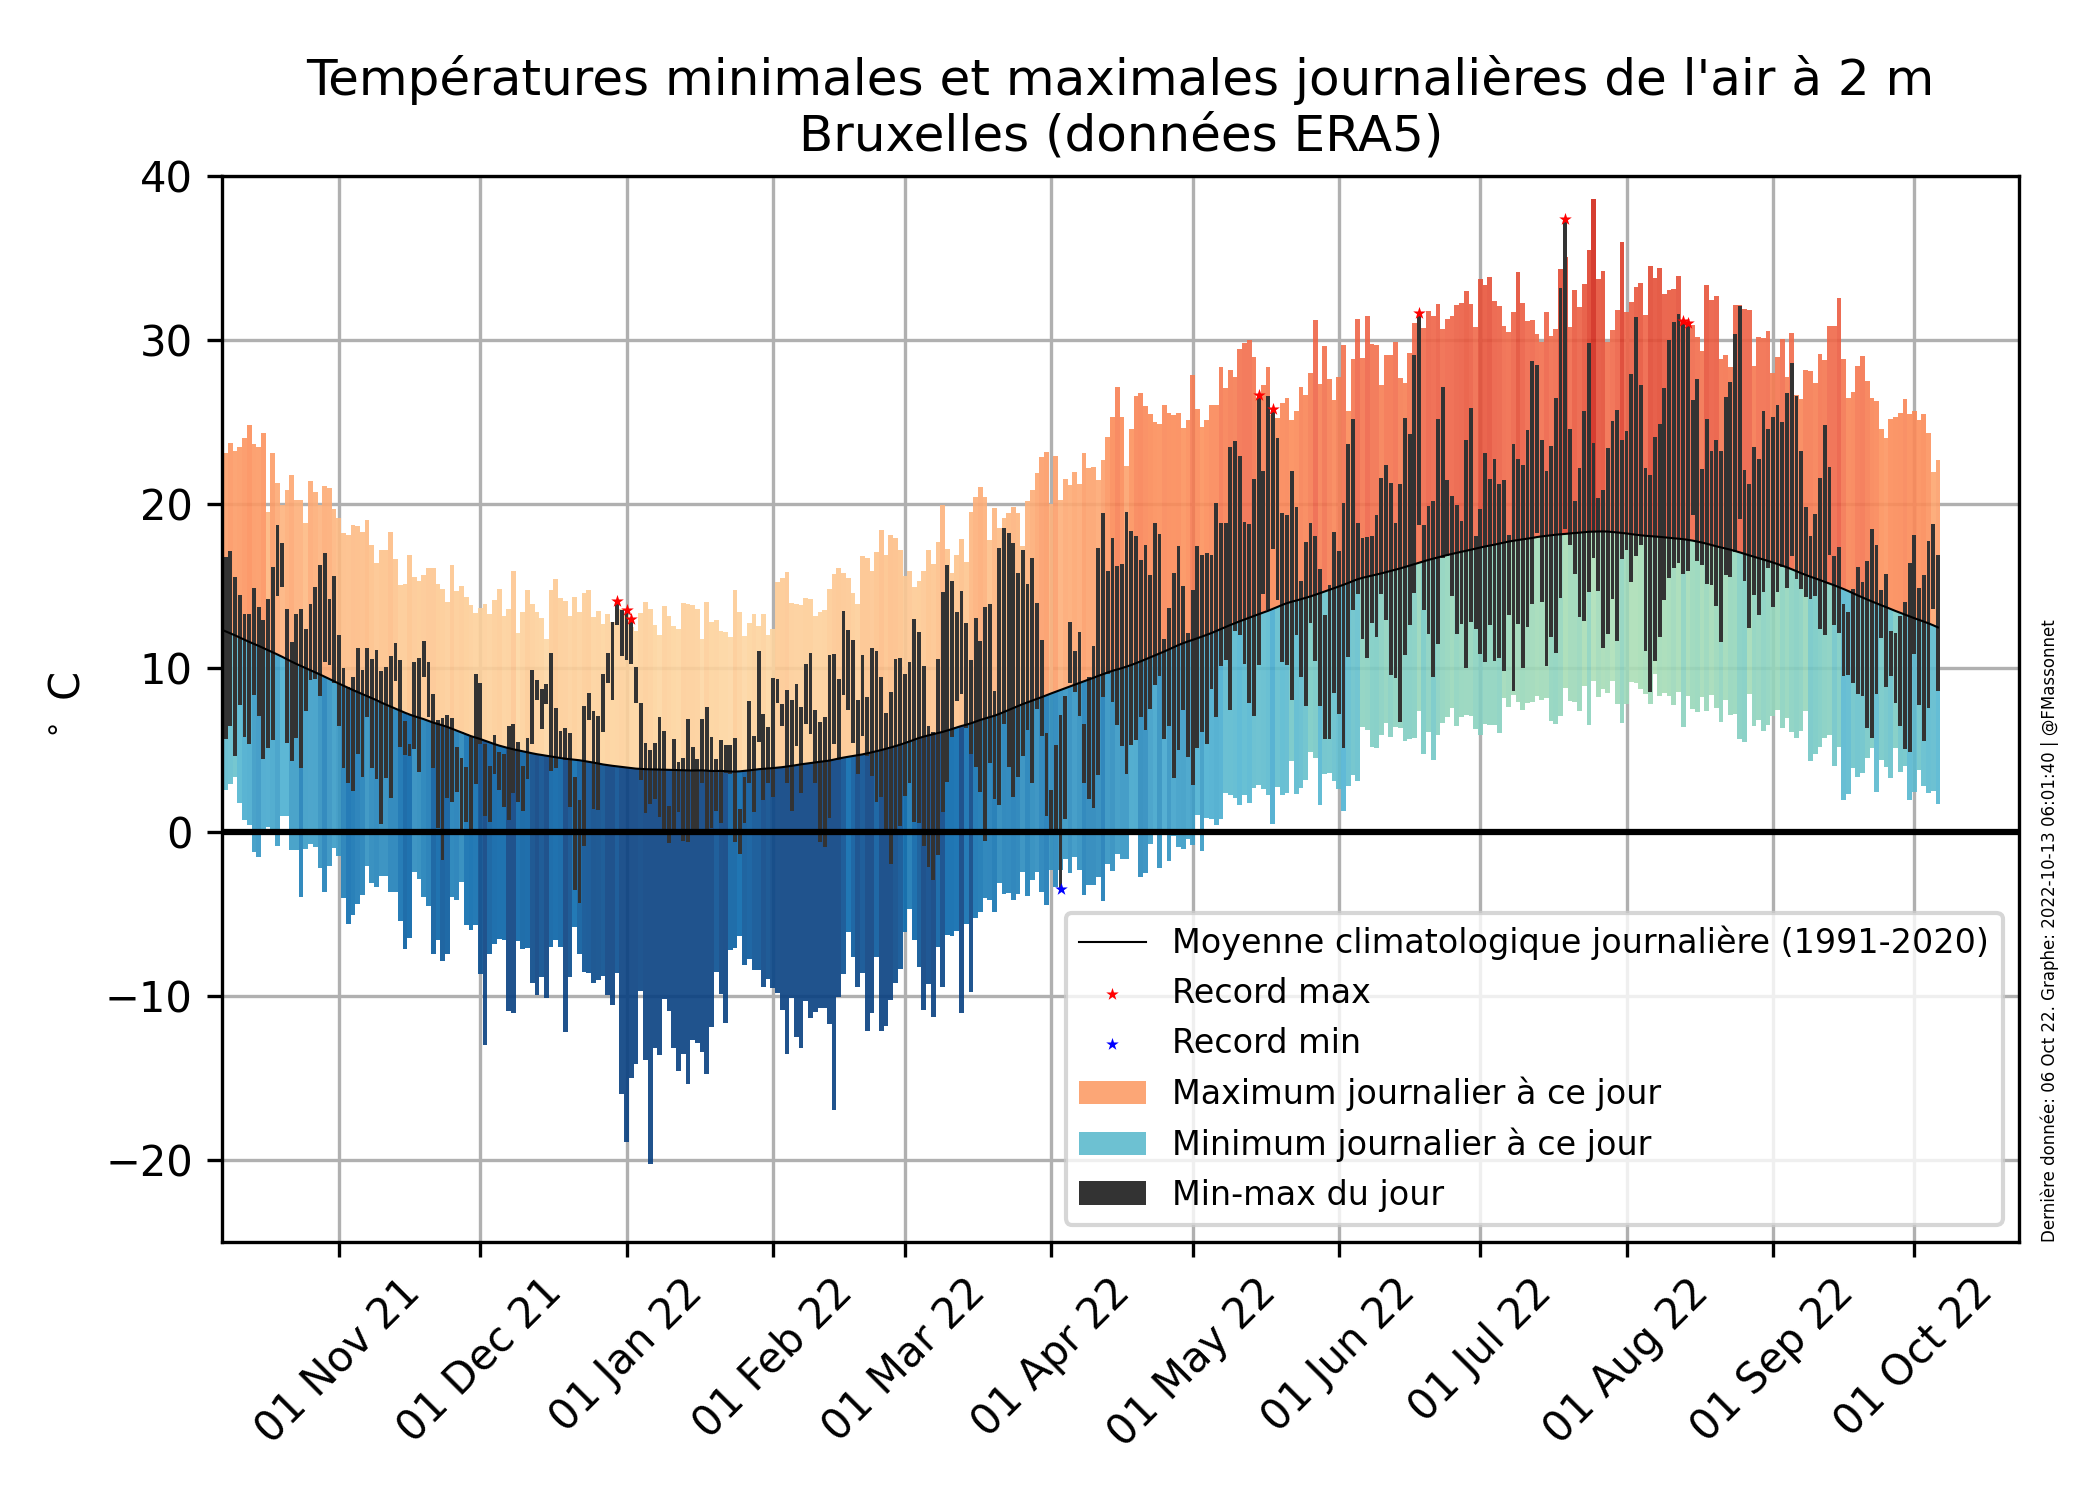 Températures minimales et maximales journalières de l'air à 2 m
Bruxelles (données ERA5)
40
30
20
10
0
−10
−20
° C
01 Nov 21
01 Dec 21
01 Jan 22
01 Feb 22
01 Mar 22
01 Apr 22
01 May 22
01 Jun 22
01 Jul 22
01 Aug 22
01 Sep 22
01 Oct 22
Moyenne climatologique journalière (1991-2020)
Record max
Record min
Maximum journalier à ce jour
Minimum journalier à ce jour
Min-max du jour
Dernière donnée: 06 Oct 22. Graphe: 2022-10-13 06:01:40 | @FMassonnet